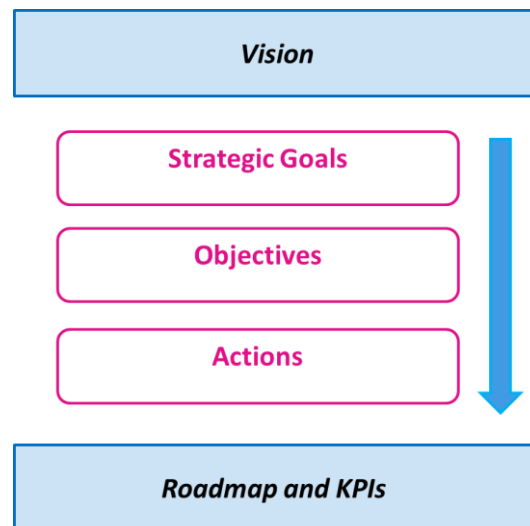 Vision
Strategic Goals
Objectives
Actions
Roadmap and KPIs